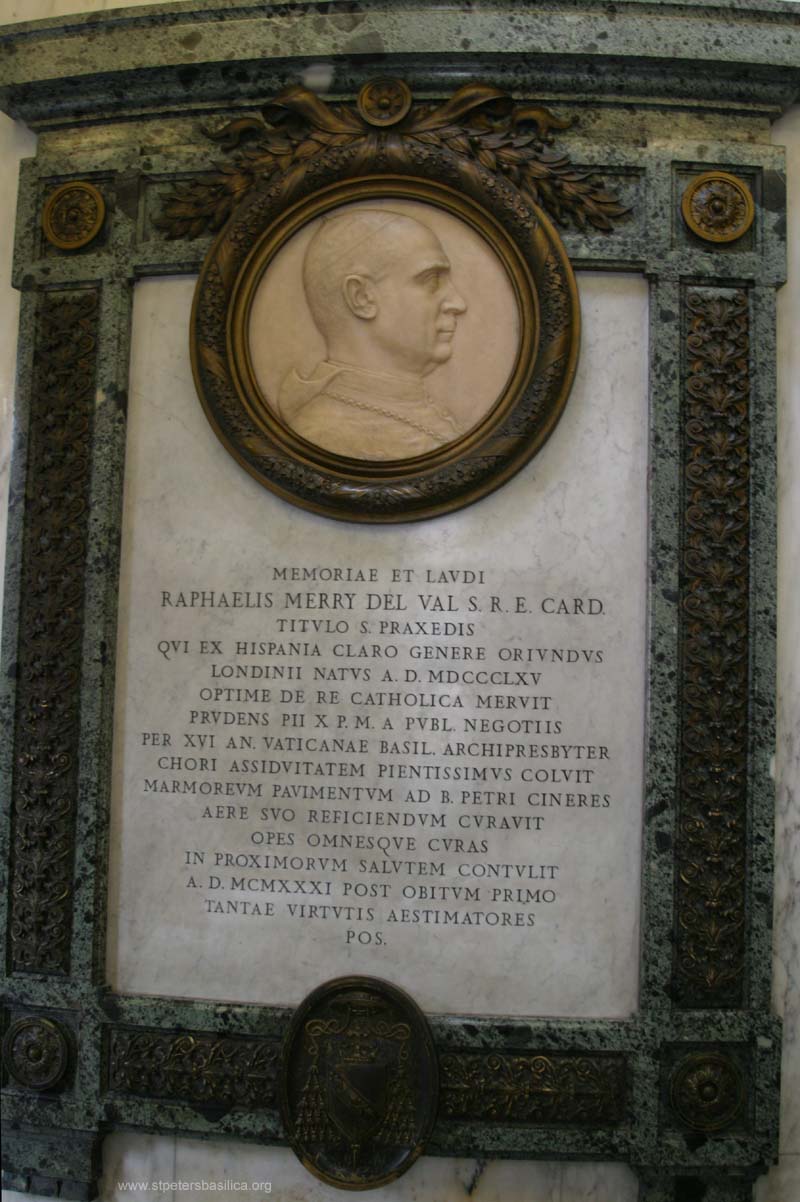 MEMORIAE ET LAVDI
RAPHAELIS MERRY DEL VAL S. R. E. CARD.
TITVLO S. PRAXEDIS
QVI EX HISPANIA CLARO GENERE ORIVNDVS
LONDINII NATVS A. D. MDCCCLXV
OPTIME DE RE CATHOLICA MERVIT
PRVDENS PII X P. M. A PVBL. NEGOTIIS
PER XVI AN. VATICANAE BASIL. ARCHIPRESBYTER
CHORI ASSIDVITATEM PIENTISSIMVS COLVIT
MARMOREVM PAVIMENTVM AD B. PETRI CINERES
AERE SVO REFICIENDVM CVRAVIT
OPES OMNESQVE CVRAS
IN PROXIMORVM SALVTEM CONTVLIT
A. D. MCMXXXI POST OBITVM PRIMO
TANTAE VIRTVTIS AESTIMATORES
POS.
www.stpetersbasilica.org